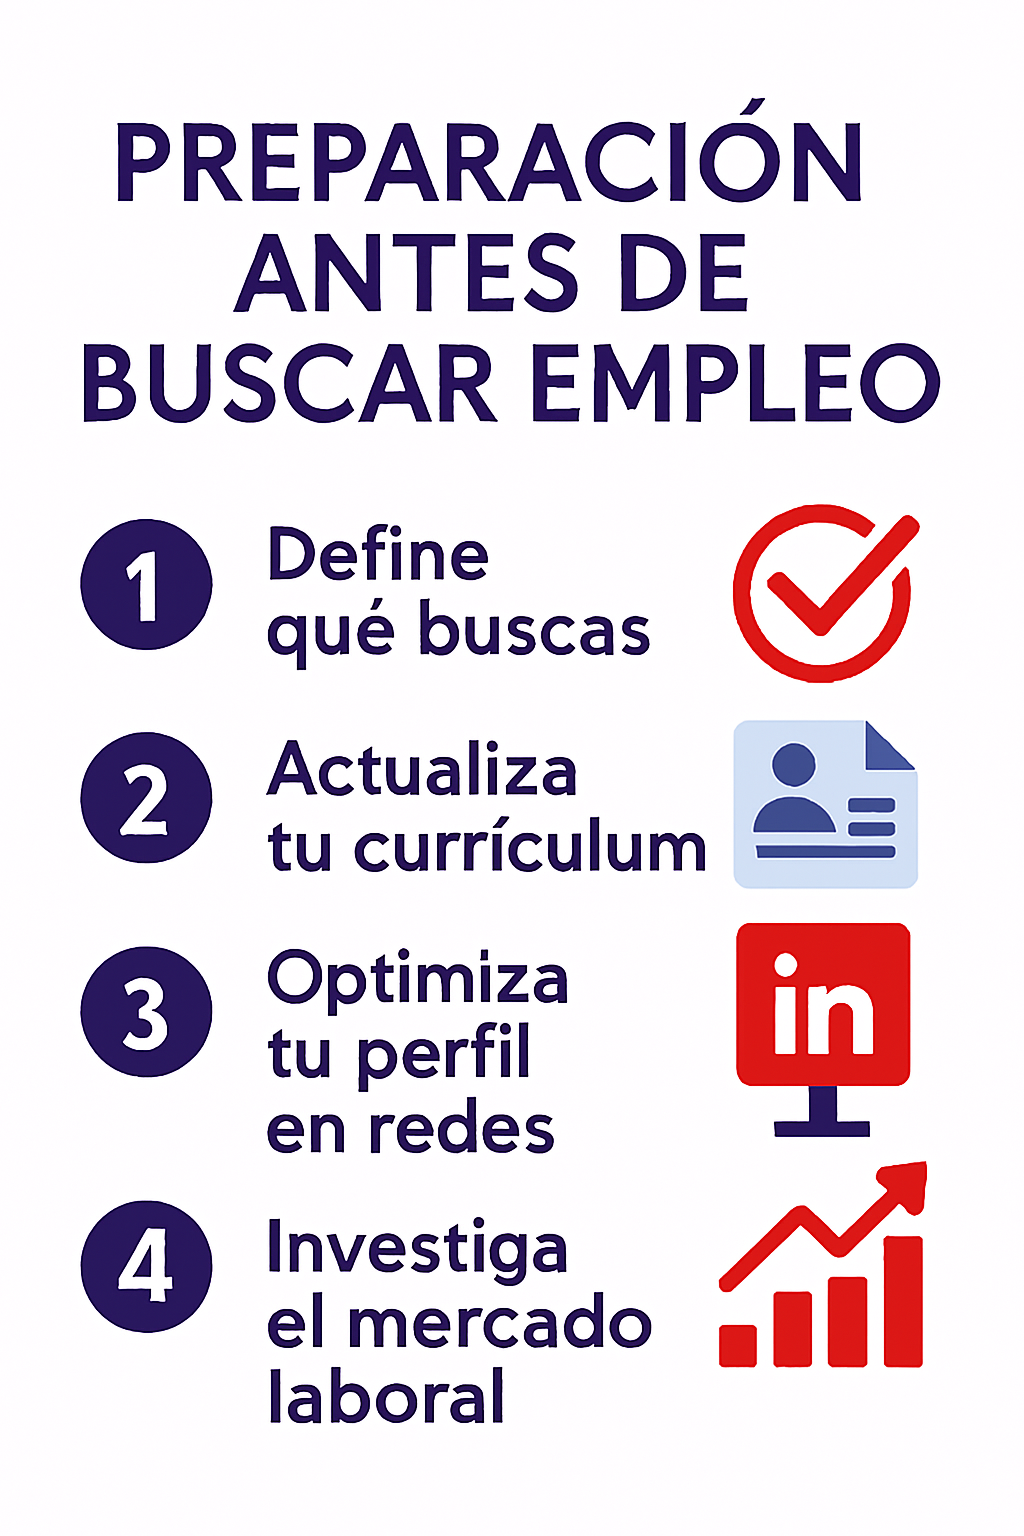 PREPARACIÓN
ANTES DE
BUSCAR EMPLEO
1
Define
qué buscas
2
Actualiza
tu currículum
3
Optimiza
tu perfil
en redes
in
4
Investiga
el mercado
laboral